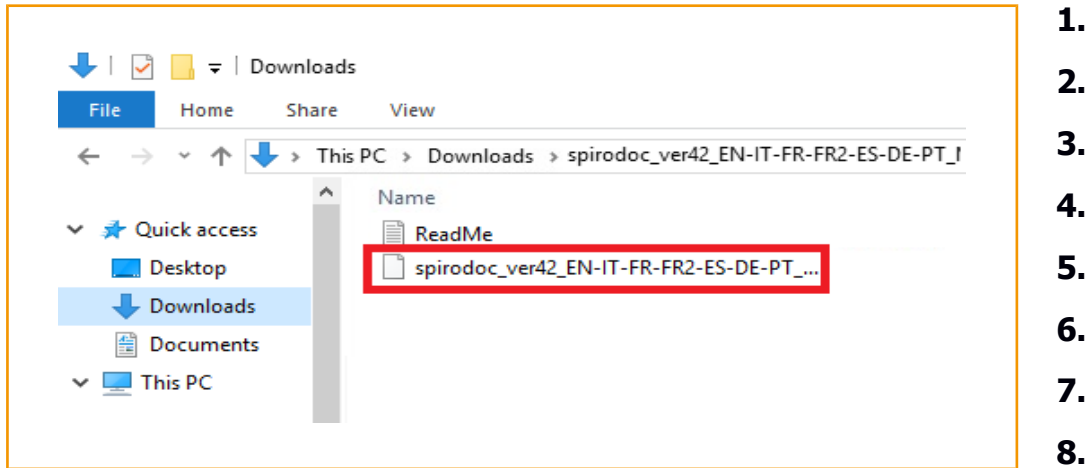 Downloads
File Home Share View
This PC > Downloads > spirodoc_ver42_EN-IT-FR-FR2-ES-DE-PT_
Name
Quick access
ReadMe
Desktop
spirodoc_ver42_EN-IT-FR-FR2-ES-DE-PT_...
Downloads
Documents
This PC
1.
2.
3.
4.
5.
6.
7.
8.